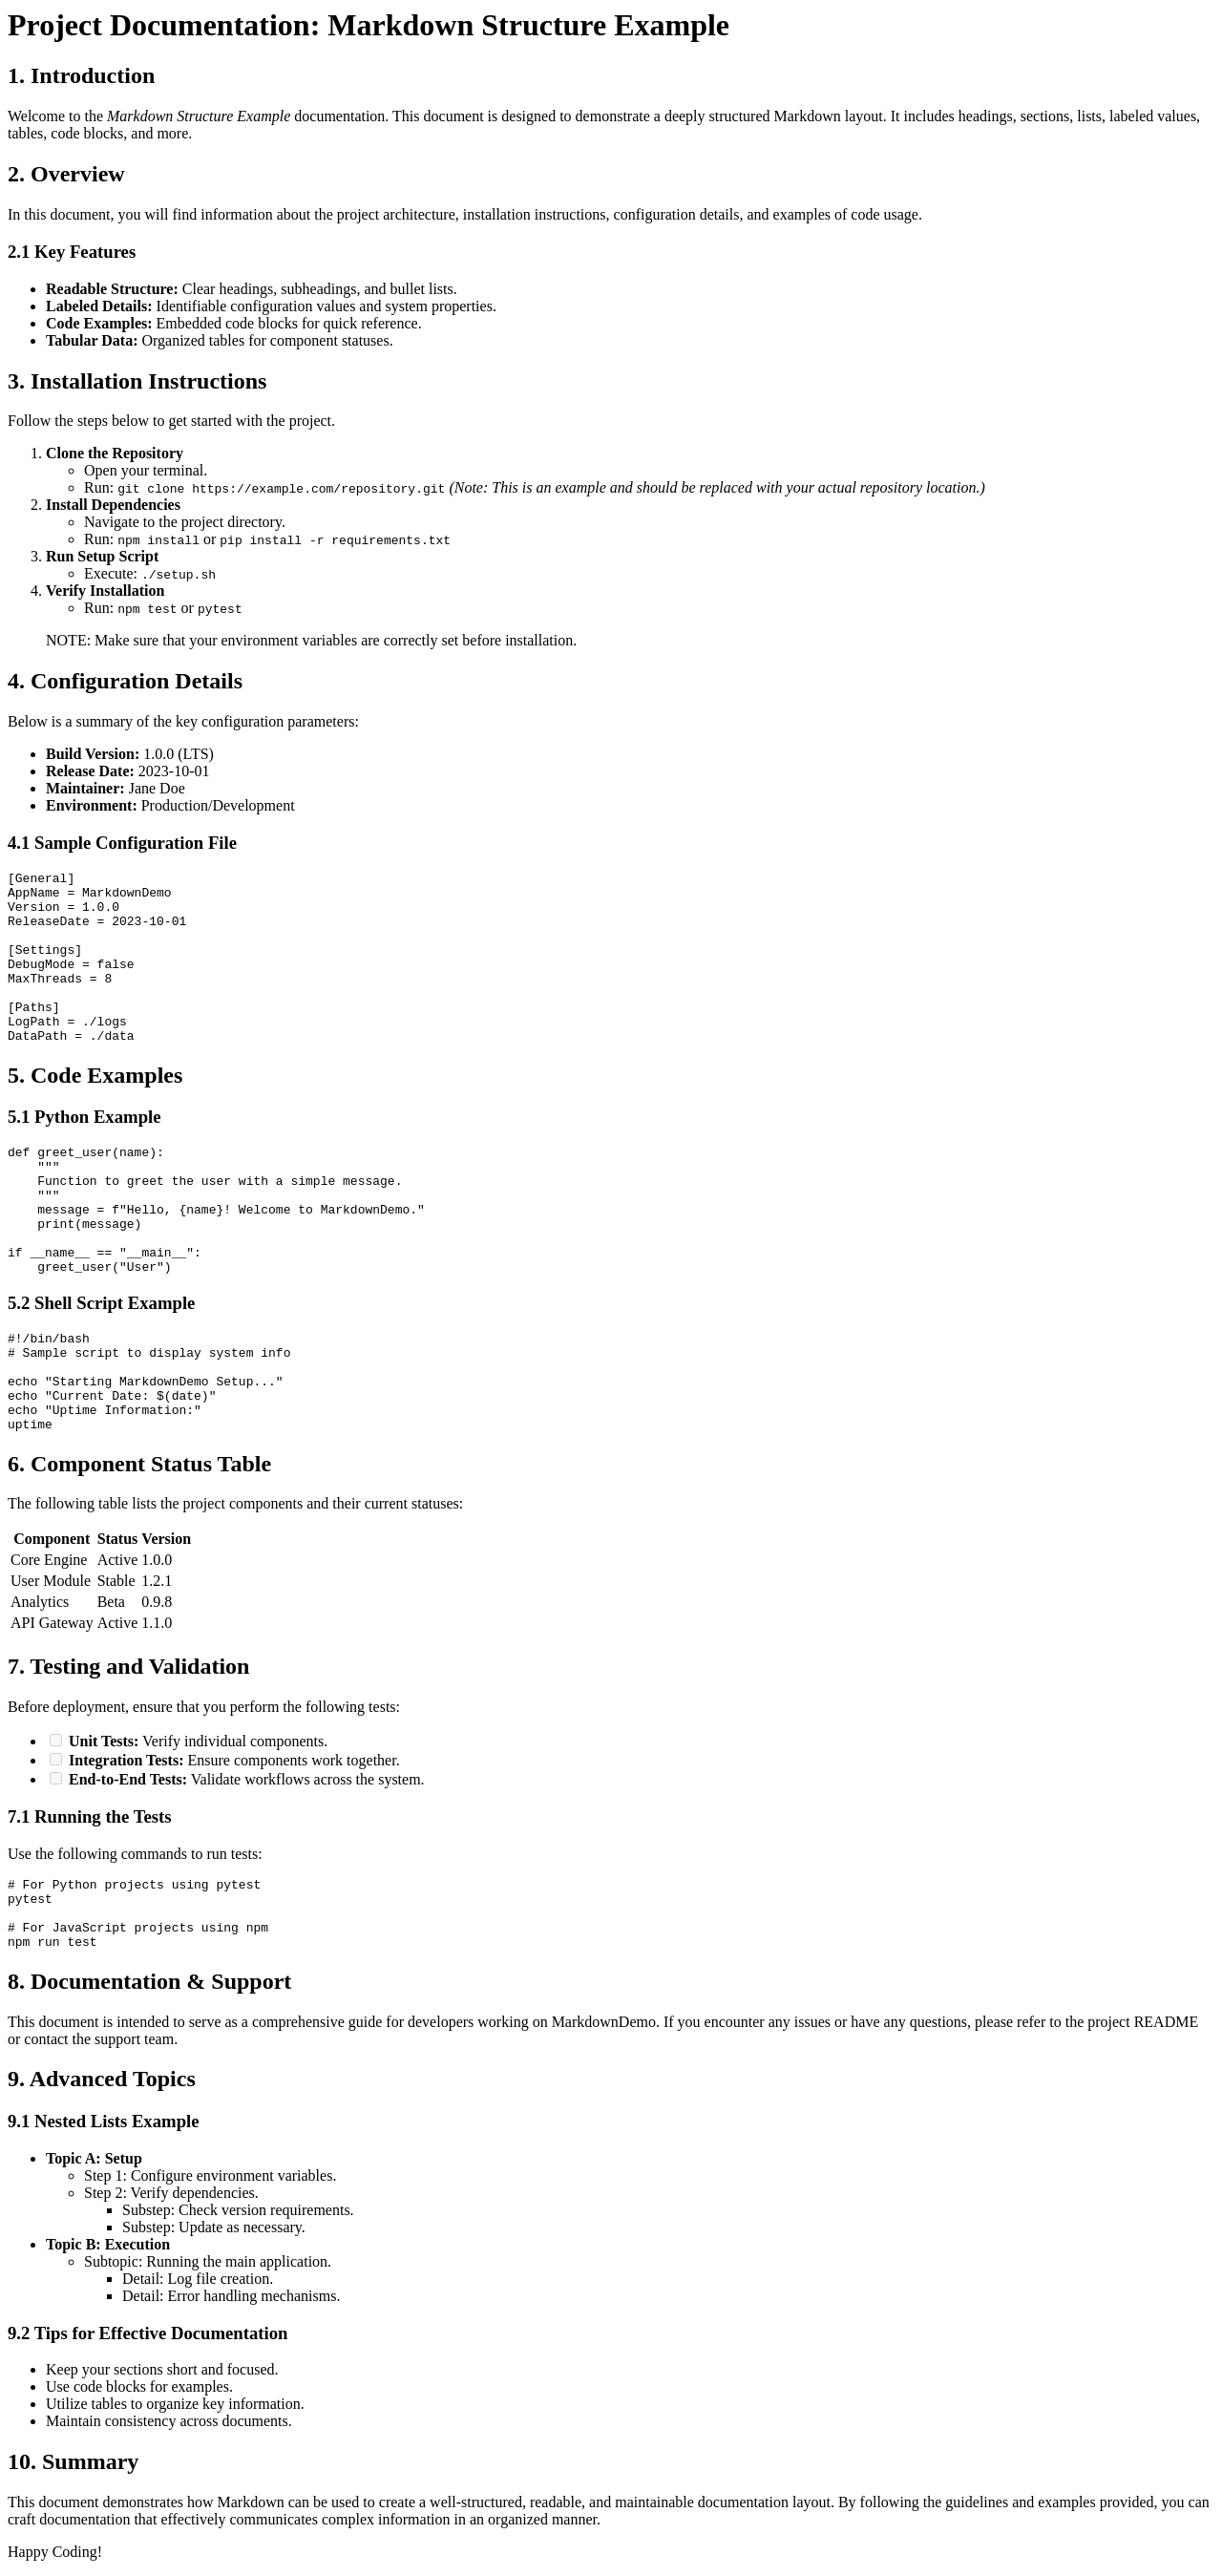 Project Documentation: Markdown Structure Example
1. Introduction
Welcome to the Markdown Structure Example documentation. This document is designed to demonstrate a deeply structured Markdown layout. It includes headings, sections, lists, labeled values,
tables, code blocks, and more.
2. Overview
In this document, you will find information about the project architecture, installation instructions, configuration details, and examples of code usage.
2.1 Key Features
• Readable Structure: Clear headings, subheadings, and bullet lists.
• Labeled Details: Identifiable configuration values and system properties.
• Code Examples: Embedded code blocks for quick reference.
• Tabular Data: Organized tables for component statuses.
3. Installation Instructions
Follow the steps below to get started with the project.
1. Clone the Repository
○ Open your terminal.
○ Run: git clone https://example.com/repository.git (Note: This is an example and should be replaced with your actual repository location.)
2. Install Dependencies
○ Navigate to the project directory.
○ Run: npm install or pip install -r requirements.txt
3. Run Setup Script
○ Execute: ./setup.sh
4. Verify Installation
○ Run: npm test or pytest
NOTE: Make sure that your environment variables are correctly set before installation.
4. Configuration Details
Below is a summary of the key configuration parameters:
• Build Version: 1.0.0 (LTS)
• Release Date: 2023-10-01
• Maintainer: Jane Doe
• Environment: Production/Development
4.1 Sample Configuration File
[General]
AppName = MarkdownDemo
Version = 1.0.0
ReleaseDate = 2023-10-01
[Settings]
DebugMode = false
MaxThreads = 8
[Paths]
LogPath = ./logs
DataPath = ./data
5. Code Examples
5.1 Python Example
def greet_user(name):
    """
    Function to greet the user with a simple message.
    """
    message = f"Hello, {name}! Welcome to MarkdownDemo."
    print(message)
if __name__ == "__main__":
    greet_user("User")
5.2 Shell Script Example
#!/bin/bash
# Sample script to display system info
echo "Starting MarkdownDemo Setup..."
echo "Current Date: $(date)"
echo "Uptime Information:"
uptime
6. Component Status Table
The following table lists the project components and their current statuses:
Component Status Version
Core Engine Active 1.0.0
User Module Stable 1.2.1
Analytics Beta 0.9.8
API Gateway Active 1.1.0
7. Testing and Validation
Before deployment, ensure that you perform the following tests:
• ☐ Unit Tests: Verify individual components.
• ☐ Integration Tests: Ensure components work together.
• ☐ End-to-End Tests: Validate workflows across the system.
7.1 Running the Tests
Use the following commands to run tests:
# For Python projects using pytest
pytest
# For JavaScript projects using npm
npm run test
8. Documentation & Support
This document is intended to serve as a comprehensive guide for developers working on MarkdownDemo. If you encounter any issues or have any questions, please refer to the project README
or contact the support team.
9. Advanced Topics
9.1 Nested Lists Example
• Topic A: Setup
○ Step 1: Configure environment variables.
○ Step 2: Verify dependencies.
▪ Substep: Check version requirements.
▪ Substep: Update as necessary.
• Topic B: Execution
○ Subtopic: Running the main application.
▪ Detail: Log file creation.
▪ Detail: Error handling mechanisms.
9.2 Tips for Effective Documentation
• Keep your sections short and focused.
• Use code blocks for examples.
• Utilize tables to organize key information.
• Maintain consistency across documents.
10. Summary
This document demonstrates how Markdown can be used to create a well-structured, readable, and maintainable documentation layout. By following the guidelines and examples provided, you can
craft documentation that effectively communicates complex information in an organized manner.
Happy Coding!